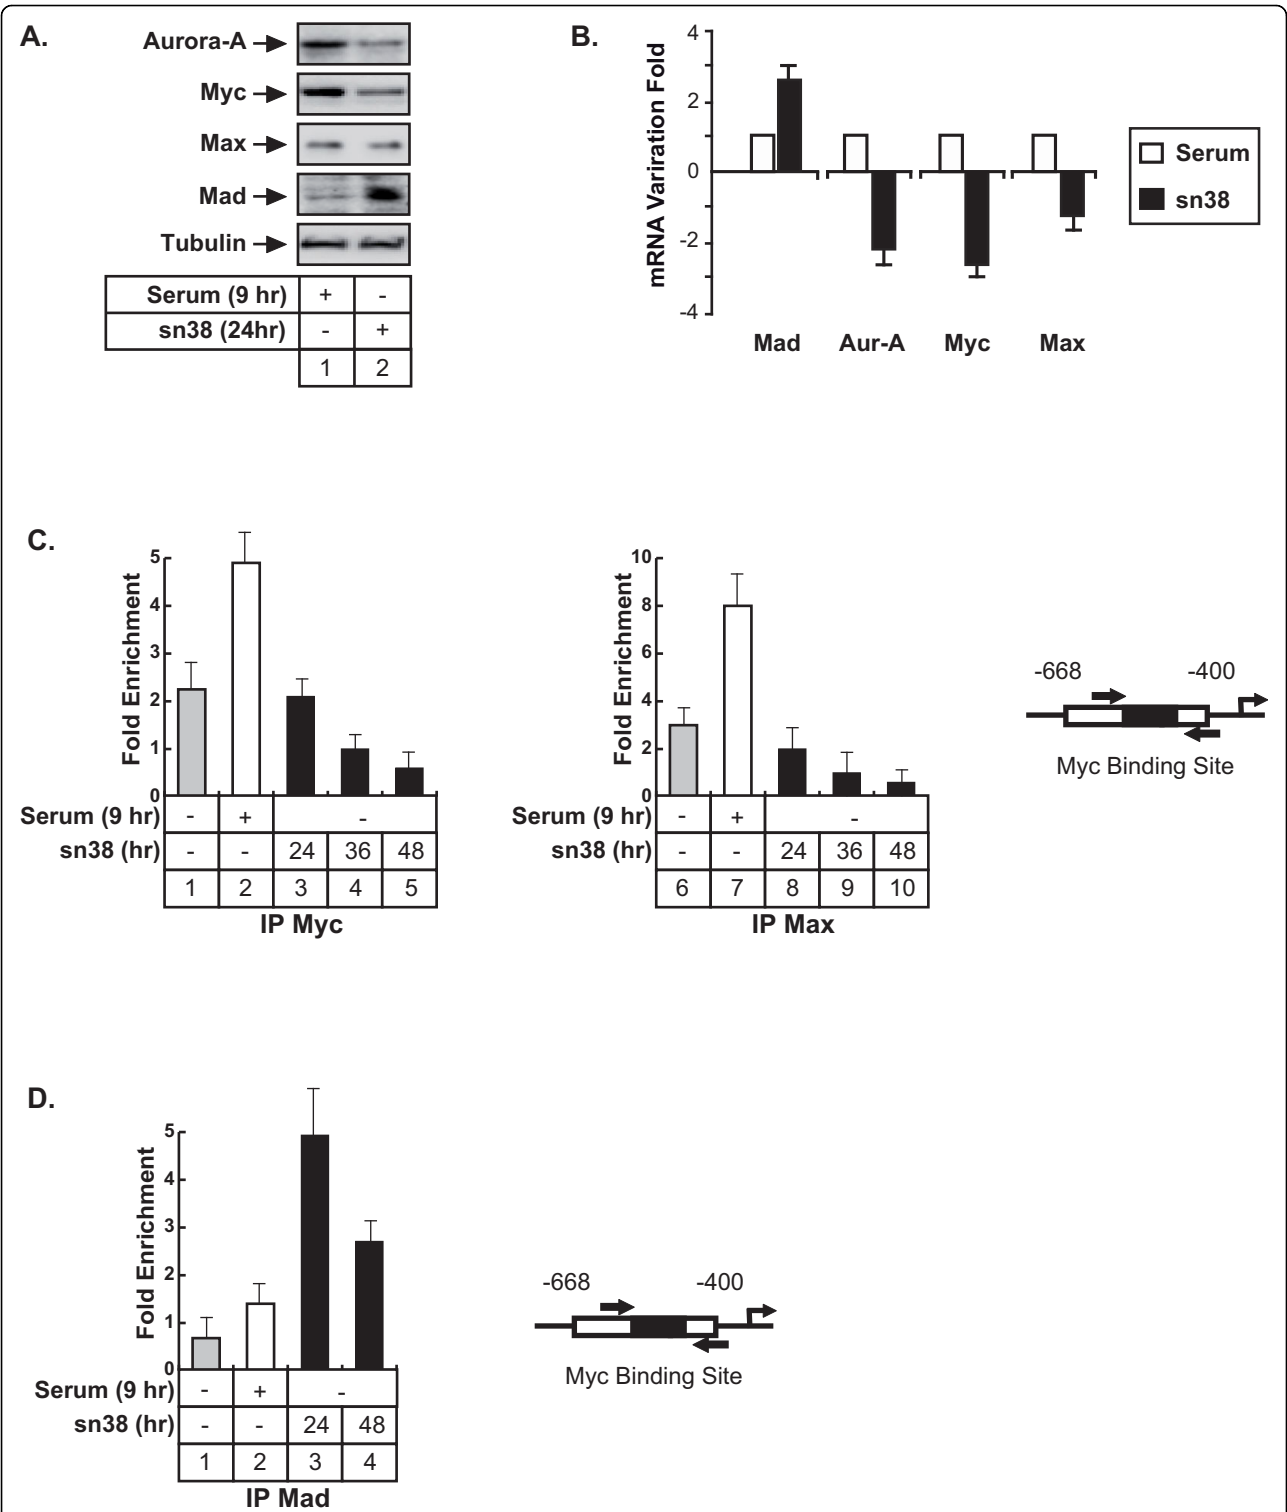 A.
Aurora-A
Myc
Max
Mad
Tubulin
Serum (9 hr) + -
sn38 (24hr) - +
1 2
B.
mRNA Variration Fold
4
2
0
-2
-4
Mad Aur-A Myc Max
Serum
sn38
C.
Fold Enrichment
5
4
3
2
1
0
Serum (9 hr) - + -
sn38 (hr) - - 24 36 48
1 2 3 4 5
IP Myc
Fold Enrichment
10
8
6
4
2
0
Serum (9 hr) - + -
sn38 (hr) - - 24 36 48
6 7 8 9 10
IP Max
-668 -400
Myc Binding Site
D.
Fold Enrichment
5
4
3
2
1
0
Serum (9 hr) - + -
sn38 (hr) - - 24 48
1 2 3 4
IP Mad
-668 -400
Myc Binding Site